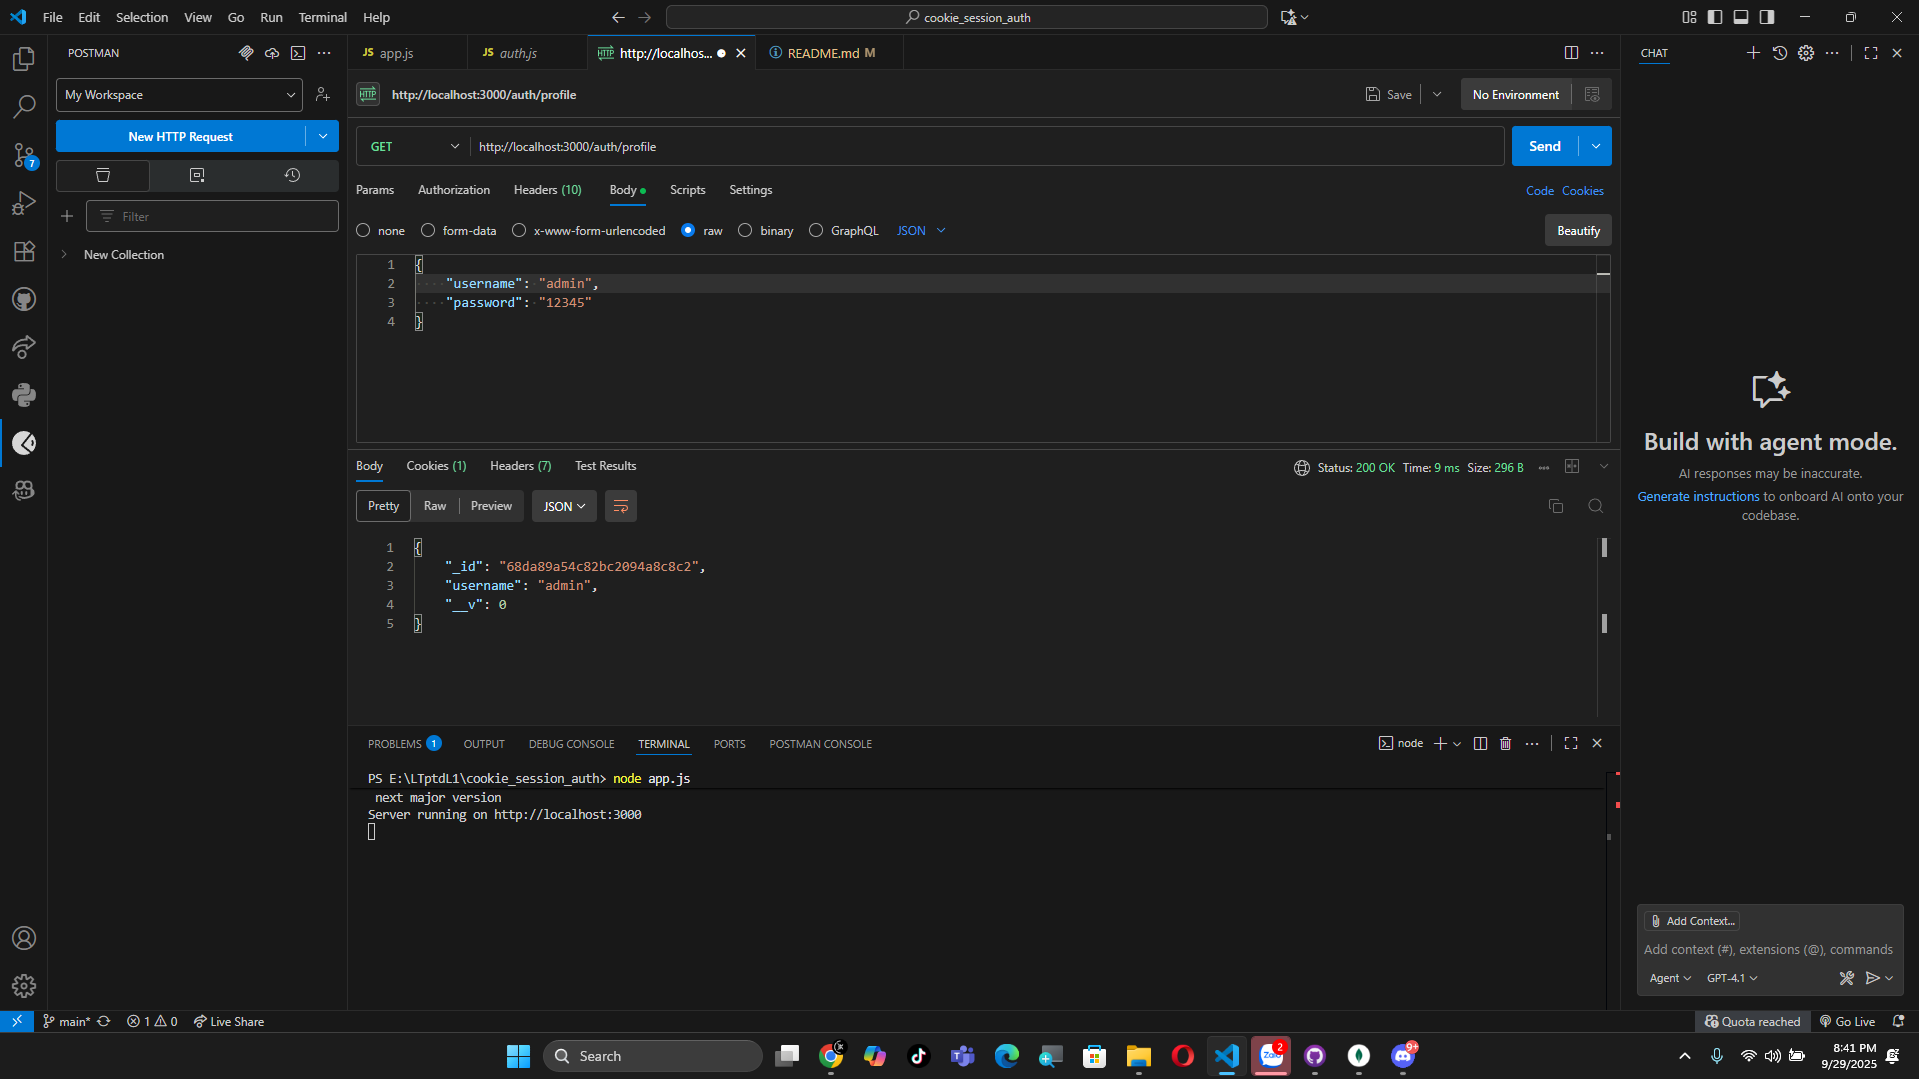 File Edit Selection View Go Run Terminal Help
cookie_session_auth
POSTMAN
My Workspace
New HTTP Request
Filter
New Collection
7
JS app.js
JS auth.js
HTTP http://localhos...
README.md M
HTTP http://localhost:3000/auth/profile
Save
No Environment
GET http://localhost:3000/auth/profile
Send
Params Authorization Headers (10) Body Scripts Settings
Code Cookies
none form-data x-www-form-urlencoded raw binary GraphQL JSON
Beautify
1 {
2 "username": "admin",
3 "password": "12345"
4 }
Body Cookies (1) Headers (7) Test Results
Status: 200 OK Time: 9 ms Size: 296 B
Pretty Raw Preview JSON
1 {
2 "_id": "68da89a54c82bc2094a8c8c2",
3 "username": "admin",
4 "__v": 0
5 }
PROBLEMS 1 OUTPUT DEBUG CONSOLE TERMINAL PORTS POSTMAN CONSOLE
node
PS E:\LTptdL1\cookie_session_auth> node app.js
next major version
Server running on http://localhost:3000
CHAT
Build with agent mode.
AI responses may be inaccurate.
Generate instructions to onboard AI onto your
codebase.
Add Context...
Add context (#), extensions (@), commands
Agent GPT-4.1
main* 1 0 Live Share
Quota reached Go Live
Search
Zalo 2
9+
8:41 PM
9/29/2025